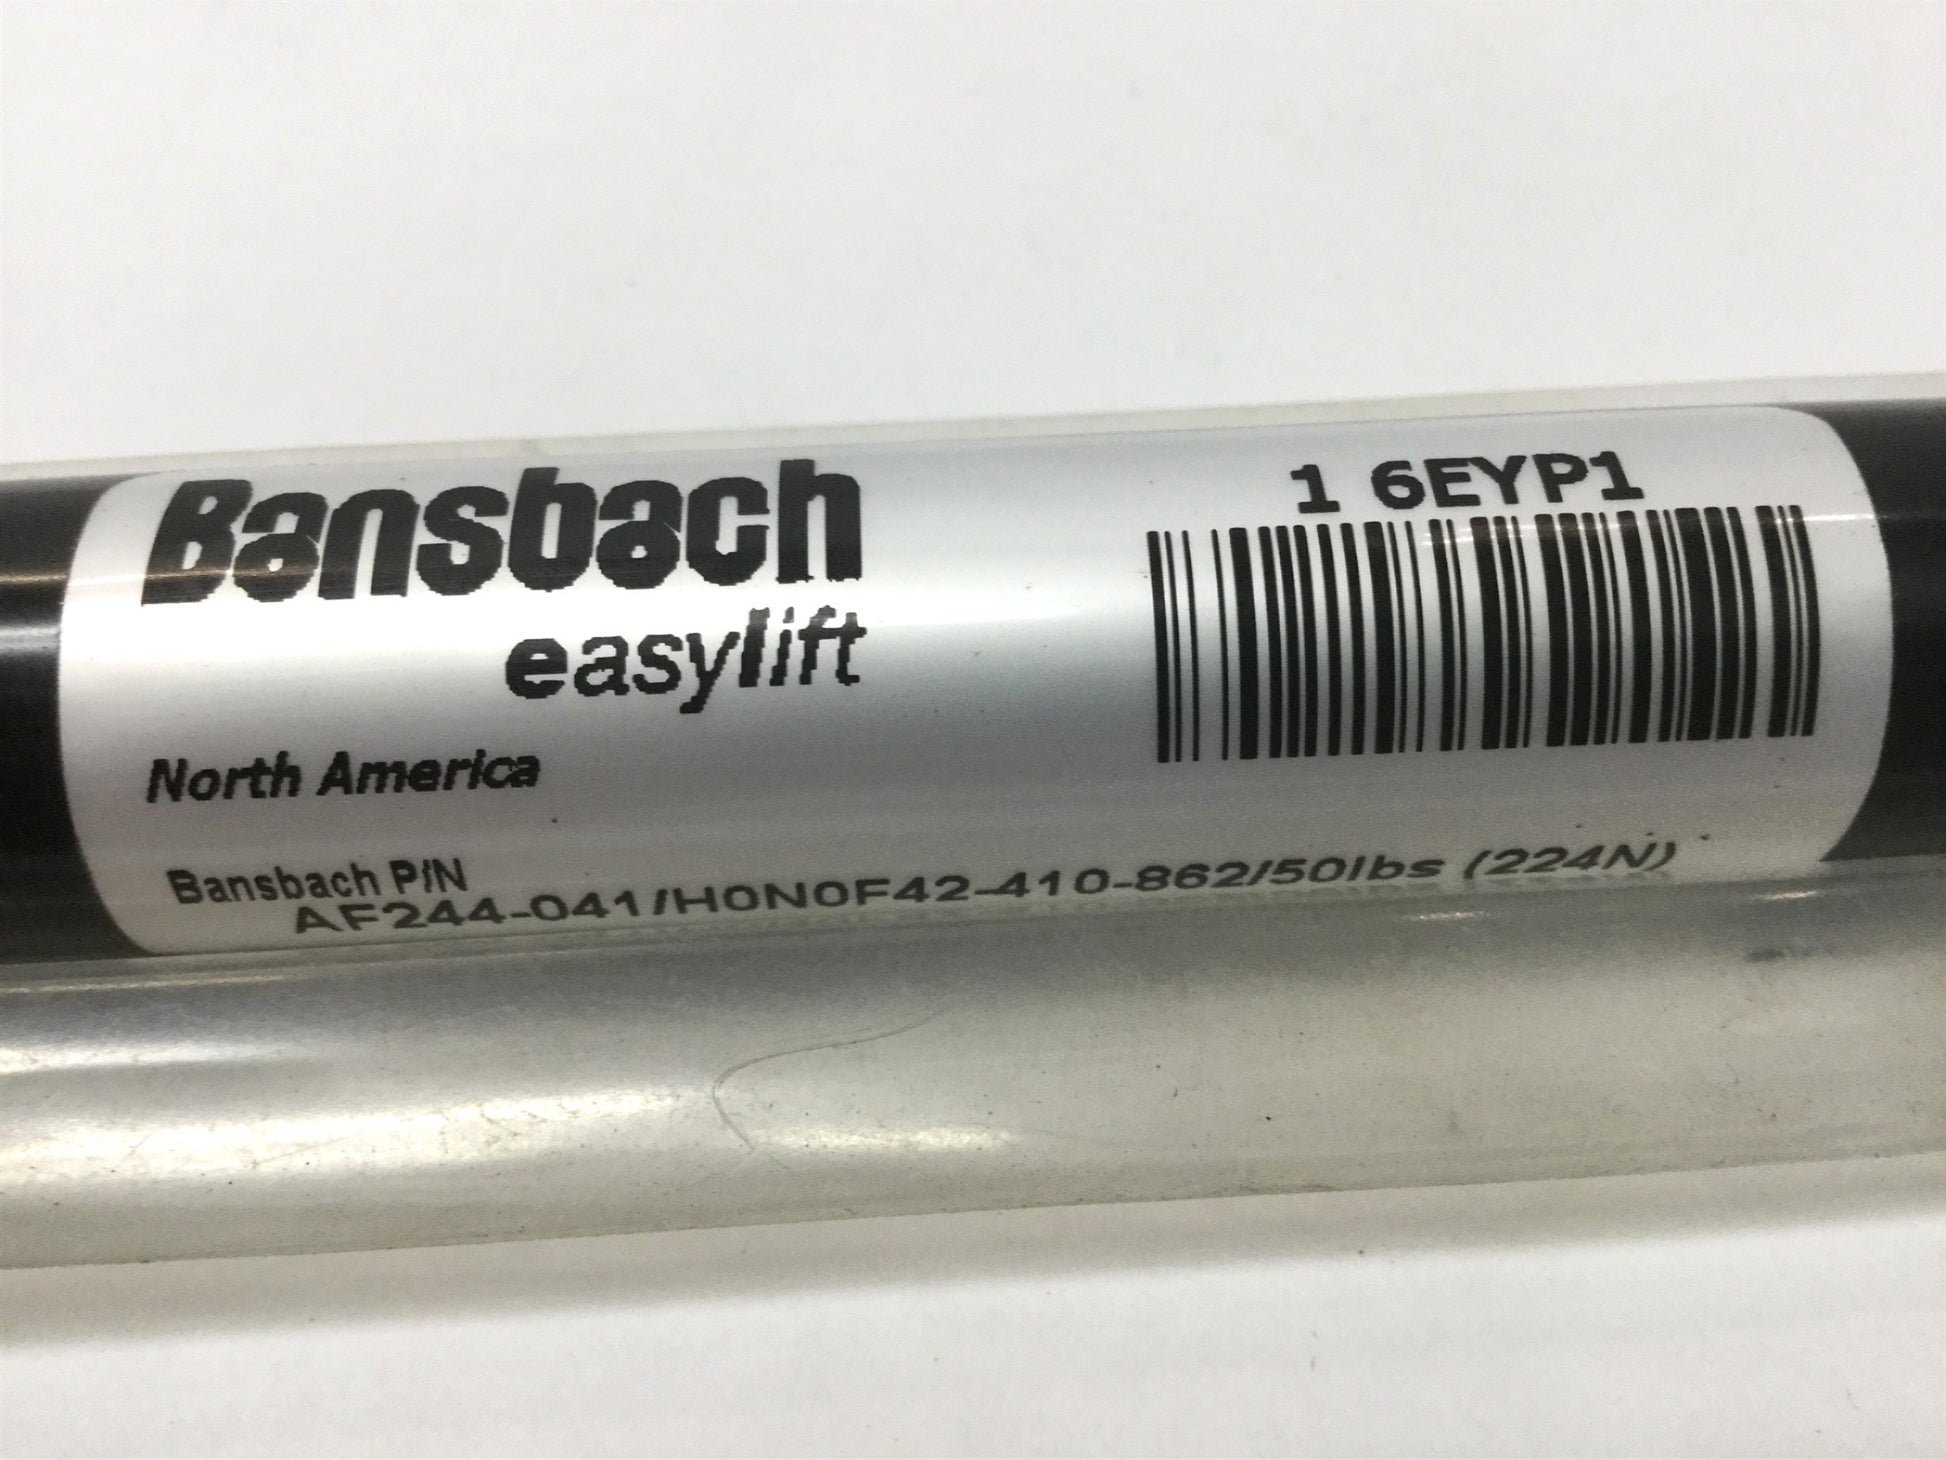 Bansbach
easylift
North America
1 6EYP1
Bansbach P/N
AF244-041/H0N0F42-410-862/50lbs (224N)